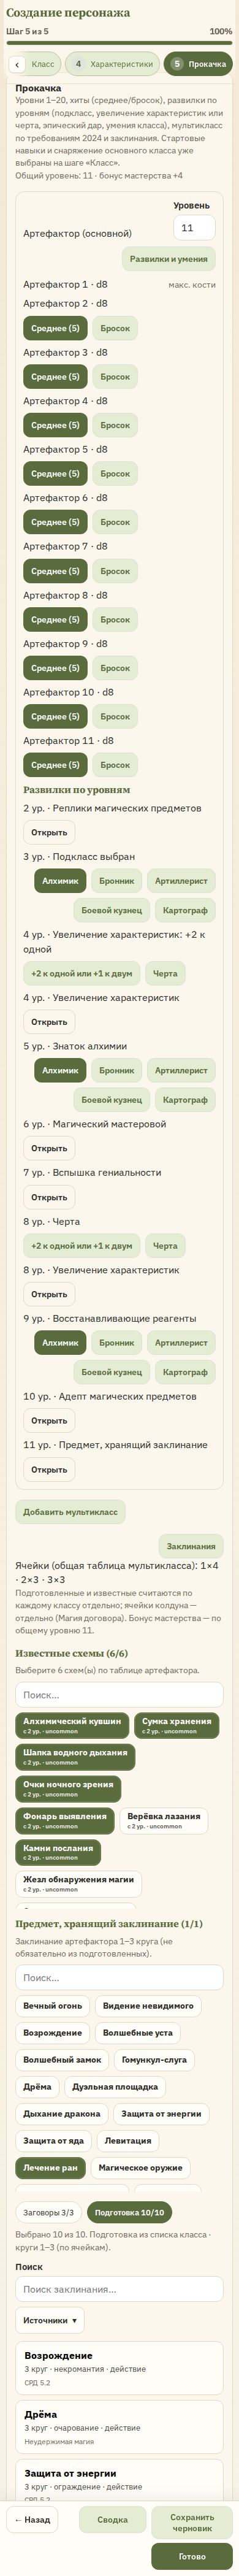 Создание персонажа
Шаг 5 из 5 100%
‹ Класс 4 Характеристики 5 Прокачка
Прокачка
Уровни 1–20, хиты (среднее/бросок), развилки по
уровням (подкласс, увеличение характеристик или
черта, эпический дар, умения класса), мультикласс
по требованиям 2024 и заклинания. Стартовые
навыки и снаряжение основного класса уже
выбраны на шаге «Класс».
Общий уровень: 11 · бонус мастерства +4
Уровень
Артефактор (основной) 11
Развилки и умения
Артефактор 1 · d8 макс. кости
Артефактор 2 · d8
Среднее (5) Бросок
Артефактор 3 · d8
Среднее (5) Бросок
Артефактор 4 · d8
Среднее (5) Бросок
Артефактор 5 · d8
Среднее (5) Бросок
Артефактор 6 · d8
Среднее (5) Бросок
Артефактор 7 · d8
Среднее (5) Бросок
Артефактор 8 · d8
Среднее (5) Бросок
Артефактор 9 · d8
Среднее (5) Бросок
Артефактор 10 · d8
Среднее (5) Бросок
Артефактор 11 · d8
Среднее (5) Бросок
Развилки по уровням
2 ур. · Реплики магических предметов
Открыть
3 ур. · Подкласс выбран
Алхимик Бронник Артиллерист
Боевой кузнец Картограф
4 ур. · Увеличение характеристик: +2 к
одной
+2 к одной или +1 к двум Черта
4 ур. · Увеличение характеристик
Открыть
5 ур. · Знаток алхимии
Алхимик Бронник Артиллерист
Боевой кузнец Картограф
6 ур. · Магический мастеровой
Открыть
7 ур. · Вспышка гениальности
Открыть
8 ур. · Черта
+2 к одной или +1 к двум Черта
8 ур. · Увеличение характеристик
Открыть
9 ур. · Восстанавливающие реагенты
Алхимик Бронник Артиллерист
Боевой кузнец Картограф
10 ур. · Адепт магических предметов
Открыть
11 ур. · Предмет, хранящий заклинание
Открыть
Добавить мультикласс
Заклинания
Ячейки (общая таблица мультикласса): 1×4
· 2×3 · 3×3
Подготовленные и известные считаются по
каждому классу отдельно; ячейки колдуна —
отдельно (Магия договора). Бонус мастерства — по
общему уровню 11.
Известные схемы (6/6)
Выберите 6 схем(ы) по таблице артефактора.
Поиск…
Алхимический кувшин Сумка хранения
с 2 ур. · uncommon с 2 ур. · uncommon
Шапка водного дыхания
с 2 ур. · uncommon
Очки ночного зрения
с 2 ур. · uncommon
Фонарь выявления Верёвка лазания
с 2 ур. · uncommon с 2 ур. · uncommon
Камни послания
с 2 ур. · uncommon
Жезл обнаружения магии
с 2 ур. · uncommon
Предмет, хранящий заклинание (1/1)
Заклинание артефактора 1–3 круга (не
обязательно из подготовленных).
Поиск…
Вечный огонь Видение невидимого
Возрождение Волшебные уста
Волшебный замок Гомункул-слуга
Дрёма Дуэльная площадка
Дыхание дракона Защита от энергии
Защита от яда Левитация
Лечение ран Магическое оружие
Заговоры 3/3 Подготовка 10/10
Выбрано 10 из 10. Подготовка из списка класса ·
круги 1–3 (по ячейкам).
Поиск
Поиск заклинания…
Источники ▾
Возрождение
3 круг · некромантия · действие
СРД 5.2
Дрёма
3 круг · очарование · действие
Неудержимая магия
Защита от энергии
3 круг · ограждение · действие
← Назад Сводка Сохранить
черновик
Готово